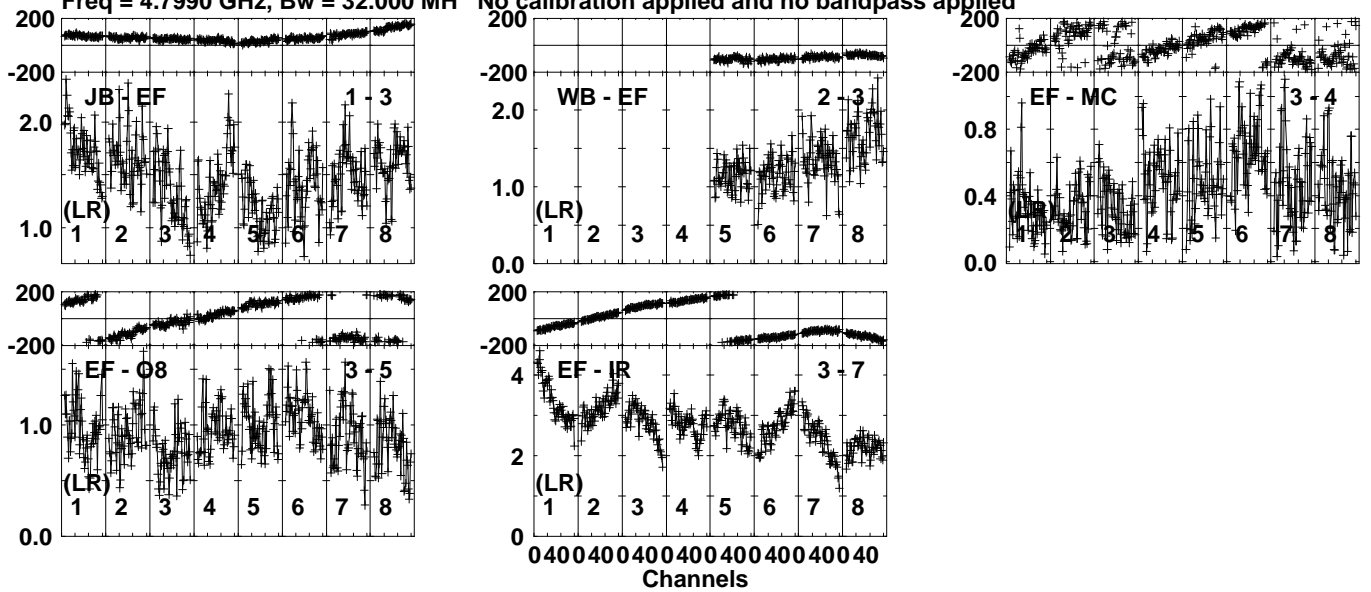 Freq = 4.7990 GHz, Bw = 32.000 MH No calibration applied and no bandpass applied
200
-200
JB - EF 1 - 3
2.0
1.0
(LR)
1 2 3 4 5 6 7 8
200
-200
WB - EF 2 - 3
2.0
1.0
0.0
(LR)
1 2 3 4 5 6 7 8
200
-200
EF - MC 3 - 4
0.8
0.4
0.0
(LR)
1 2 3 4 5 6 7 8
200
-200
EF - O8 3 - 5
1.0
0.0
(LR)
1 2 3 4 5 6 7 8
200
-200
EF - IR 3 - 7
4
2
0
(LR)
1 2 3 4 5 6 7 8
0 40 0 40 0 40 0 40 0 40 0 40 0 40 0 40
Channels